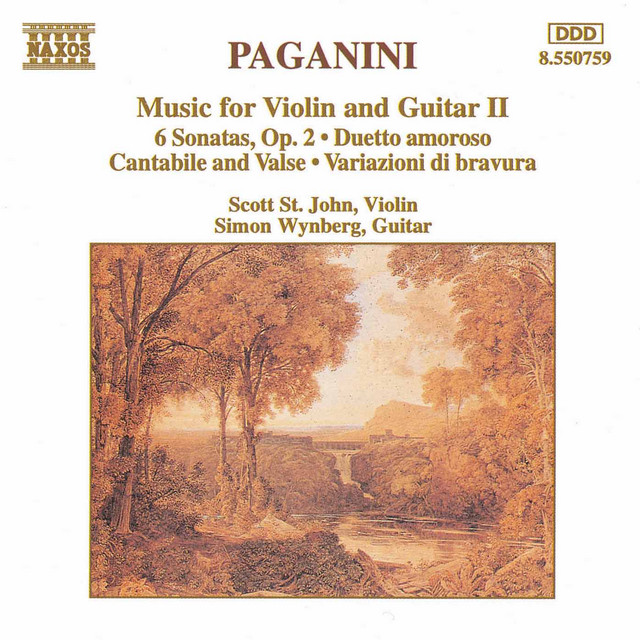 NAXOS
DDD
8.550759
PAGANINI
Music for Violin and Guitar II
6 Sonatas, Op. 2 • Duetto amoroso
Cantabile and Valse • Variazioni di bravura
Scott St. John, Violin
Simon Wynberg, Guitar